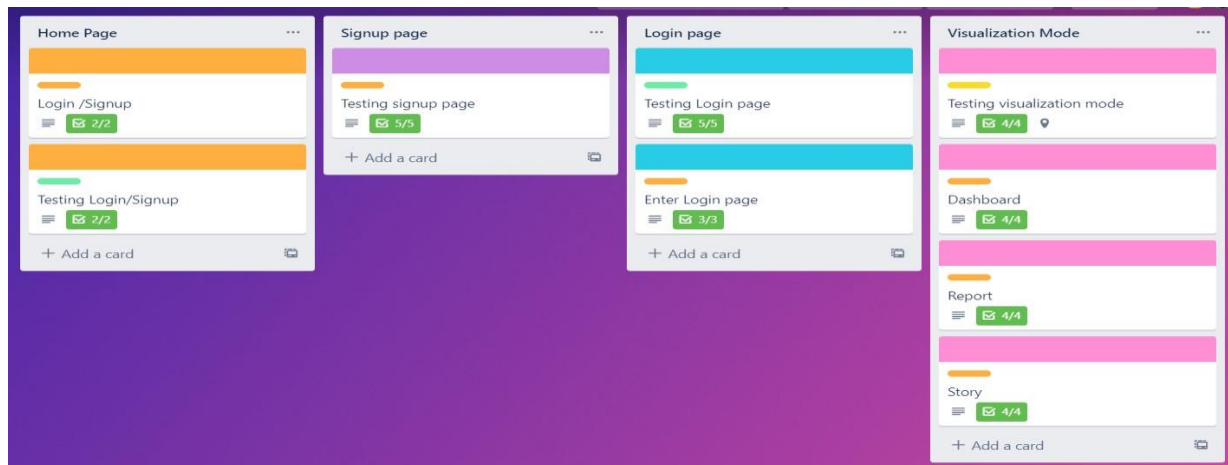 Home Page
Login /Signup
2/2
Testing Login/Signup
2/2
+ Add a card
Signup page
Testing signup page
5/5
+ Add a card
Login page
Testing Login page
5/5
Enter Login page
3/3
+ Add a card
Visualization Mode
Testing visualization mode
4/4
Dashboard
4/4
Report
4/4
Story
4/4
+ Add a card